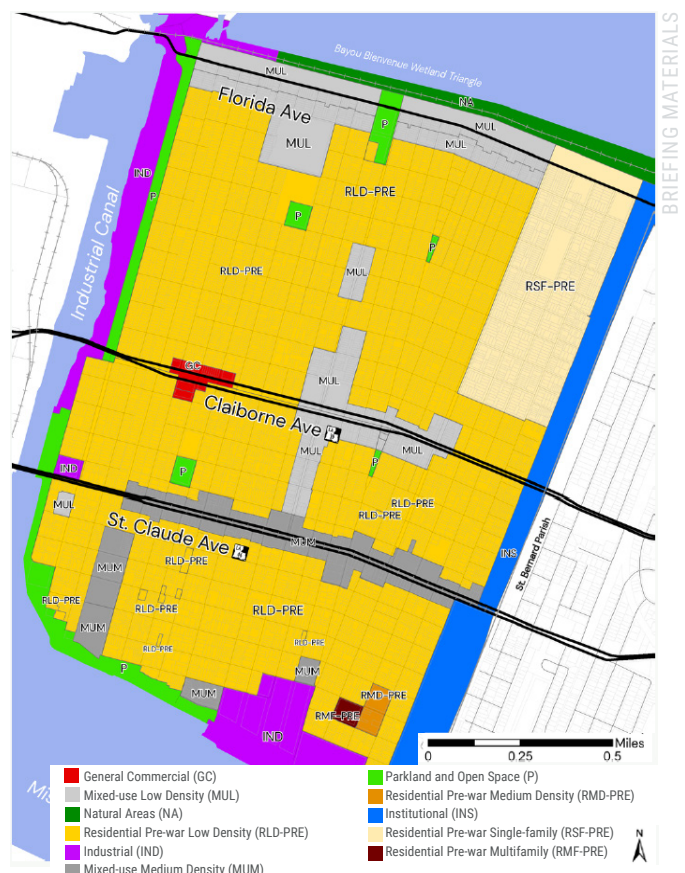 BRIEFING MATERIALS
Bayou Bienvenue Wetland Triangle
MUL
NA
Florida Ave
P
MUL
MUL
MUL
IND
P
RLD-PRE
P
P
RLD-PRE
MUL
RSF-PRE
Industrial Canal
GC
MUL
Claiborne Ave
MUL
MUL
P
P
IND
MUL
RLD-PRE
RLD-PRE
St. Claude Ave
MUM
INS
St. Bernard Parish
RLD-PRE
MUM
RLD-PRE
RLD-PRE
RLD-PRE
MUM
RLD-PRE
RLD-PRE
P
MUM
MUM
RMD-PRE
RMF-PRE
IND
0 0.25 0.5 Miles
General Commercial (GC)
Mixed-use Low Density (MUL)
Natural Areas (NA)
Residential Pre-war Low Density (RLD-PRE)
Industrial (IND)
Mixed-use Medium Density (MUM)
Parkland and Open Space (P)
Residential Pre-war Medium Density (RMD-PRE)
Institutional (INS)
Residential Pre-war Single-family (RSF-PRE)
Residential Pre-war Multifamily (RMF-PRE)
N